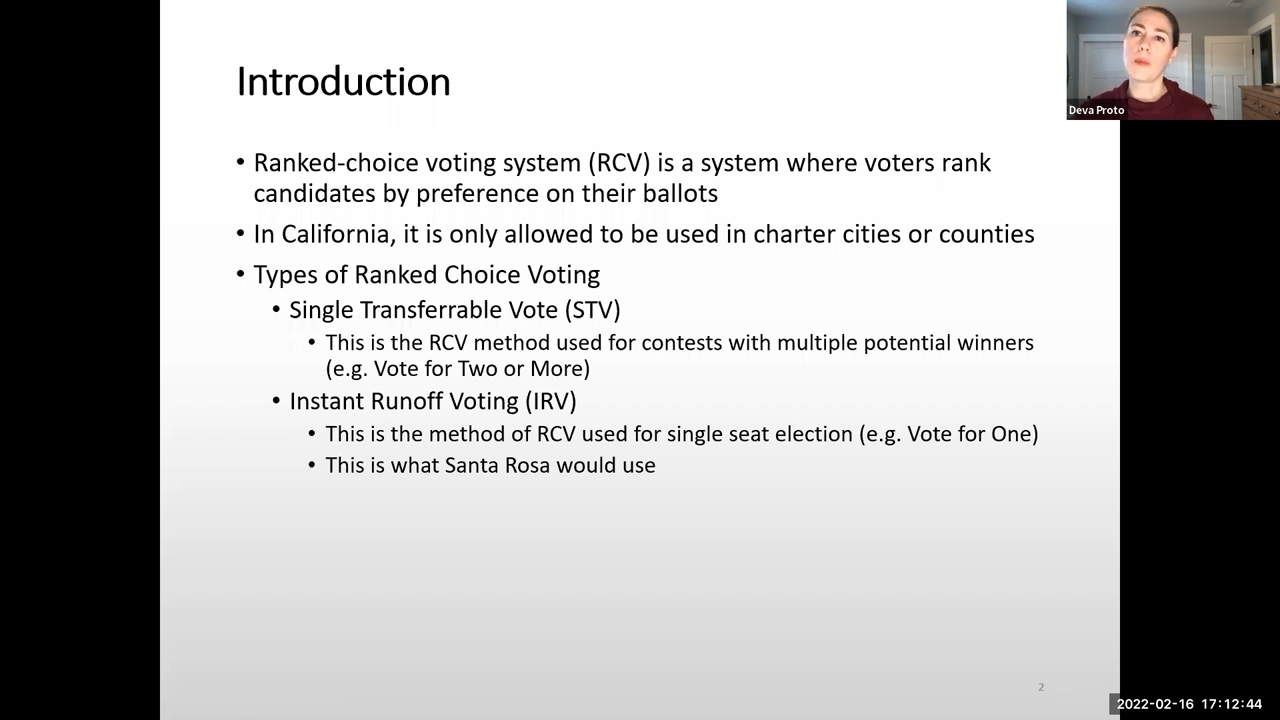 Introduction
Deva Proto
• Ranked-choice voting system (RCV) is a system where voters rank
candidates by preference on their ballots
• In California, it is only allowed to be used in charter cities or counties
• Types of Ranked Choice Voting
• Single Transferrable Vote (STV)
• This is the RCV method used for contests with multiple potential winners
(e.g. Vote for Two or More)
• Instant Runoff Voting (IRV)
• This is the method of RCV used for single seat election (e.g. Vote for One)
• This is what Santa Rosa would use
2
2022-02-16 17:12:44